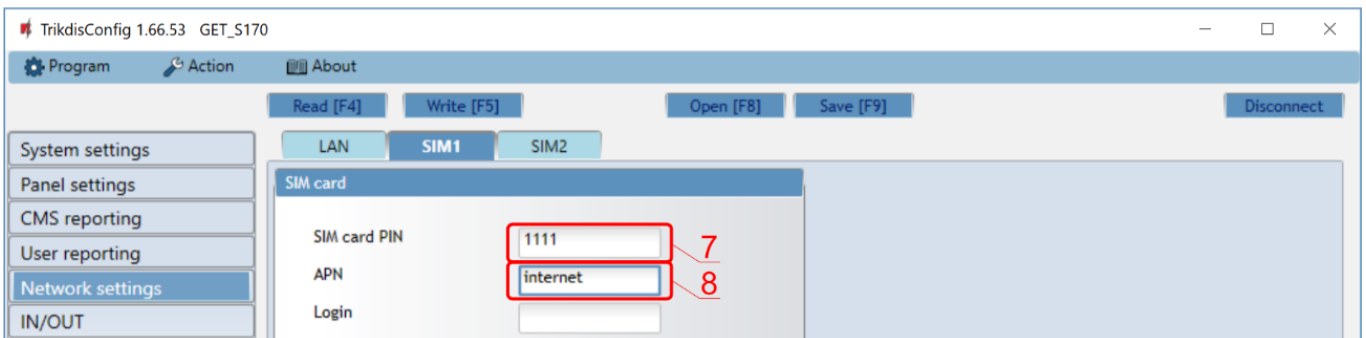 TrikdisConfig 1.66.53 GET_S170
Program Action About
Read [F4] Write [F5] Open [F8] Save [F9] Disconnect
LAN SIM1 SIM2
System settings
Panel settings
CMS reporting
User reporting
Network settings
IN/OUT
SIM card
SIM card PIN 1111 7
APN internet 8
Login